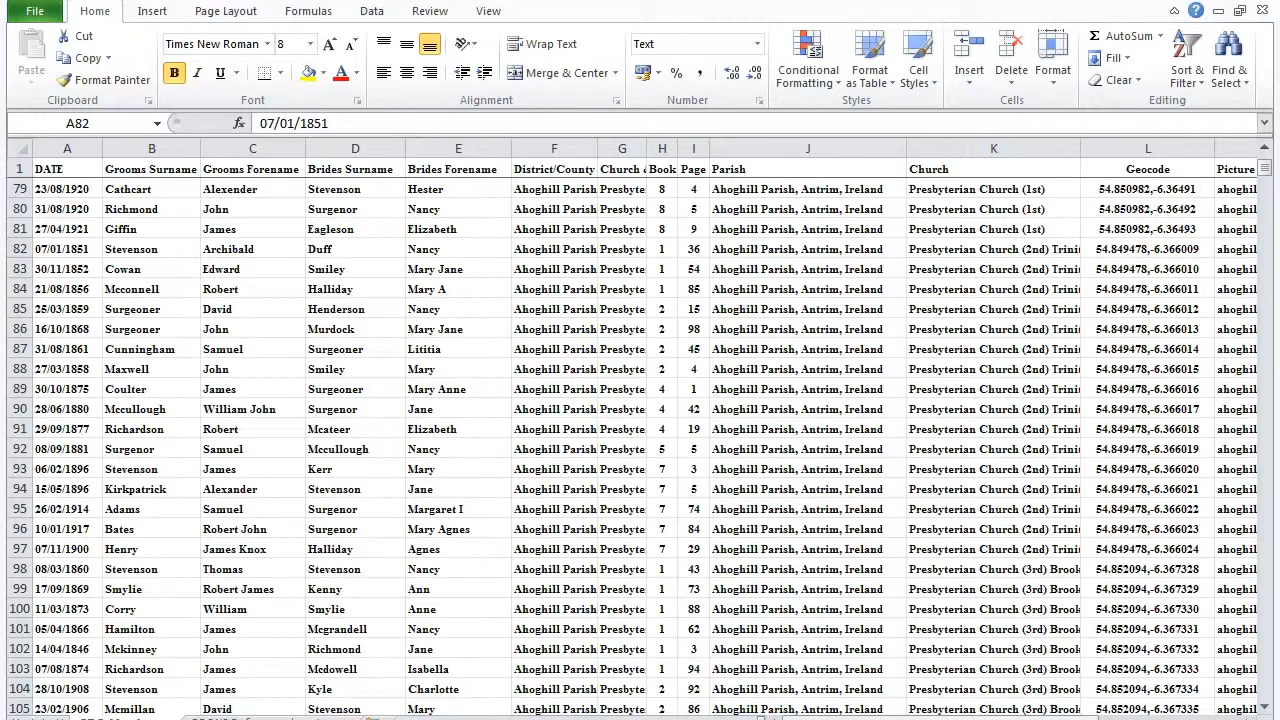 File Home Insert Page Layout Formulas Data Review View
Cut
Copy
Format Painter
Paste
Clipboard
Times New Roman 8
B I U
Font
Wrap Text
Merge & Center
Alignment
Text
Number
Conditional Formatting
Format as Table
Cell Styles
Styles
Insert Delete Format
Cells
AutoSum
Fill
Clear
Sort & Filter
Find & Select
Editing
A82 fx 07/01/1851
A B C D E F G H I J K L
1 DATE Grooms Surname Grooms Forename Brides Surname Brides Forename District/County Church Book Page Parish Church Geocode Picture
79 23/08/1920 Cathcart Alexender Stevenson Hester Ahoghill Parish Presbyte 8 4 Ahoghill Parish, Antrim, Ireland Presbyterian Church (1st) 54.850982,-6.36491 ahoghil
80 31/08/1920 Richmond John Surgenor Nancy Ahoghill Parish Presbyte 8 5 Ahoghill Parish, Antrim, Ireland Presbyterian Church (1st) 54.850982,-6.36492 ahoghil
81 27/04/1921 Giffin James Eagleson Elizabeth Ahoghill Parish Presbyte 8 9 Ahoghill Parish, Antrim, Ireland Presbyterian Church (1st) 54.850982,-6.36493 ahoghil
82 07/01/1851 Stevenson Archibald Duff Nancy Ahoghill Parish Presbyte 1 36 Ahoghill Parish, Antrim, Ireland Presbyterian Church (2nd) Trini 54.849478,-6.366009 ahoghil
83 30/11/1852 Cowan Edward Smiley Mary Jane Ahoghill Parish Presbyte 1 54 Ahoghill Parish, Antrim, Ireland Presbyterian Church (2nd) Trini 54.849478,-6.366010 ahoghil
84 21/08/1856 Mcconnell Robert Halliday Mary A Ahoghill Parish Presbyte 1 85 Ahoghill Parish, Antrim, Ireland Presbyterian Church (2nd) Trini 54.849478,-6.366011 ahoghil
85 25/03/1859 Surgeoner David Henderson Nancy Ahoghill Parish Presbyte 2 15 Ahoghill Parish, Antrim, Ireland Presbyterian Church (2nd) Trini 54.849478,-6.366012 ahoghil
86 16/10/1868 Surgeoner John Murdock Mary Jane Ahoghill Parish Presbyte 2 98 Ahoghill Parish, Antrim, Ireland Presbyterian Church (2nd) Trini 54.849478,-6.366013 ahoghil
87 31/08/1861 Cunningham Samuel Surgeoner Lititia Ahoghill Parish Presbyte 2 45 Ahoghill Parish, Antrim, Ireland Presbyterian Church (2nd) Trini 54.849478,-6.366014 ahoghil
88 27/03/1858 Maxwell John Smiley Mary Ahoghill Parish Presbyte 2 4 Ahoghill Parish, Antrim, Ireland Presbyterian Church (2nd) Trini 54.849478,-6.366015 ahoghil
89 30/10/1875 Coulter James Surgeoner Mary Anne Ahoghill Parish Presbyte 4 1 Ahoghill Parish, Antrim, Ireland Presbyterian Church (2nd) Trini 54.849478,-6.366016 ahoghil
90 28/06/1880 Mccullough William John Surgenor Jane Ahoghill Parish Presbyte 4 42 Ahoghill Parish, Antrim, Ireland Presbyterian Church (2nd) Trini 54.849478,-6.366017 ahoghil
91 29/09/1877 Richardson Robert Mcateer Elizabeth Ahoghill Parish Presbyte 4 19 Ahoghill Parish, Antrim, Ireland Presbyterian Church (2nd) Trini 54.849478,-6.366018 ahoghil
92 08/09/1881 Surgenor Samuel Mccullough Nancy Ahoghill Parish Presbyte 5 5 Ahoghill Parish, Antrim, Ireland Presbyterian Church (2nd) Trini 54.849478,-6.366019 ahoghil
93 06/02/1896 Stevenson James Kerr Mary Ahoghill Parish Presbyte 7 3 Ahoghill Parish, Antrim, Ireland Presbyterian Church (2nd) Trini 54.849478,-6.366020 ahoghil
94 15/05/1896 Kirkpatrick Alexander Stevenson Jane Ahoghill Parish Presbyte 7 5 Ahoghill Parish, Antrim, Ireland Presbyterian Church (2nd) Trini 54.849478,-6.366021 ahoghil
95 26/02/1914 Adams Samuel Surgenor Margaret I Ahoghill Parish Presbyte 7 74 Ahoghill Parish, Antrim, Ireland Presbyterian Church (2nd) Trini 54.849478,-6.366022 ahoghil
96 10/01/1917 Bates Robert John Surgenor Mary Agnes Ahoghill Parish Presbyte 7 84 Ahoghill Parish, Antrim, Ireland Presbyterian Church (2nd) Trini 54.849478,-6.366023 ahoghil
97 07/11/1900 Henry James Knox Halliday Agnes Ahoghill Parish Presbyte 7 29 Ahoghill Parish, Antrim, Ireland Presbyterian Church (2nd) Trini 54.849478,-6.366024 ahoghil
98 08/03/1860 Stevenson Thomas Stevenson Nancy Ahoghill Parish Presbyte 1 43 Ahoghill Parish, Antrim, Ireland Presbyterian Church (3rd) Brook 54.852094,-6.367328 ahoghil
99 17/09/1869 Smylie Robert James Kenny Ann Ahoghill Parish Presbyte 1 73 Ahoghill Parish, Antrim, Ireland Presbyterian Church (3rd) Brook 54.852094,-6.367329 ahoghil
100 11/03/1873 Corry William Smylie Anne Ahoghill Parish Presbyte 1 88 Ahoghill Parish, Antrim, Ireland Presbyterian Church (3rd) Brook 54.852094,-6.367330 ahoghil
101 05/04/1866 Hamilton James Mcgrandell Nancy Ahoghill Parish Presbyte 1 62 Ahoghill Parish, Antrim, Ireland Presbyterian Church (3rd) Brook 54.852094,-6.367331 ahoghil
102 14/04/1846 Mckinley John Richmond Jane Ahoghill Parish Presbyte 1 3 Ahoghill Parish, Antrim, Ireland Presbyterian Church (3rd) Brook 54.852094,-6.367332 ahoghil
103 07/08/1874 Richardson James Mcdowell Isabella Ahoghill Parish Presbyte 1 94 Ahoghill Parish, Antrim, Ireland Presbyterian Church (3rd) Brook 54.852094,-6.367333 ahoghil
104 28/10/1908 Stevenson James Kyle Charlotte Ahoghill Parish Presbyte 2 92 Ahoghill Parish, Antrim, Ireland Presbyterian Church (3rd) Brook 54.852094,-6.367334 ahoghil
105 23/02/1906 Mcmillan David Stevenson Mary Ahoghill Parish Presbyte 2 86 Ahoghill Parish, Antrim, Ireland Presbyterian Church (3rd) Brook 54.852094,-6.367335 ahoghil